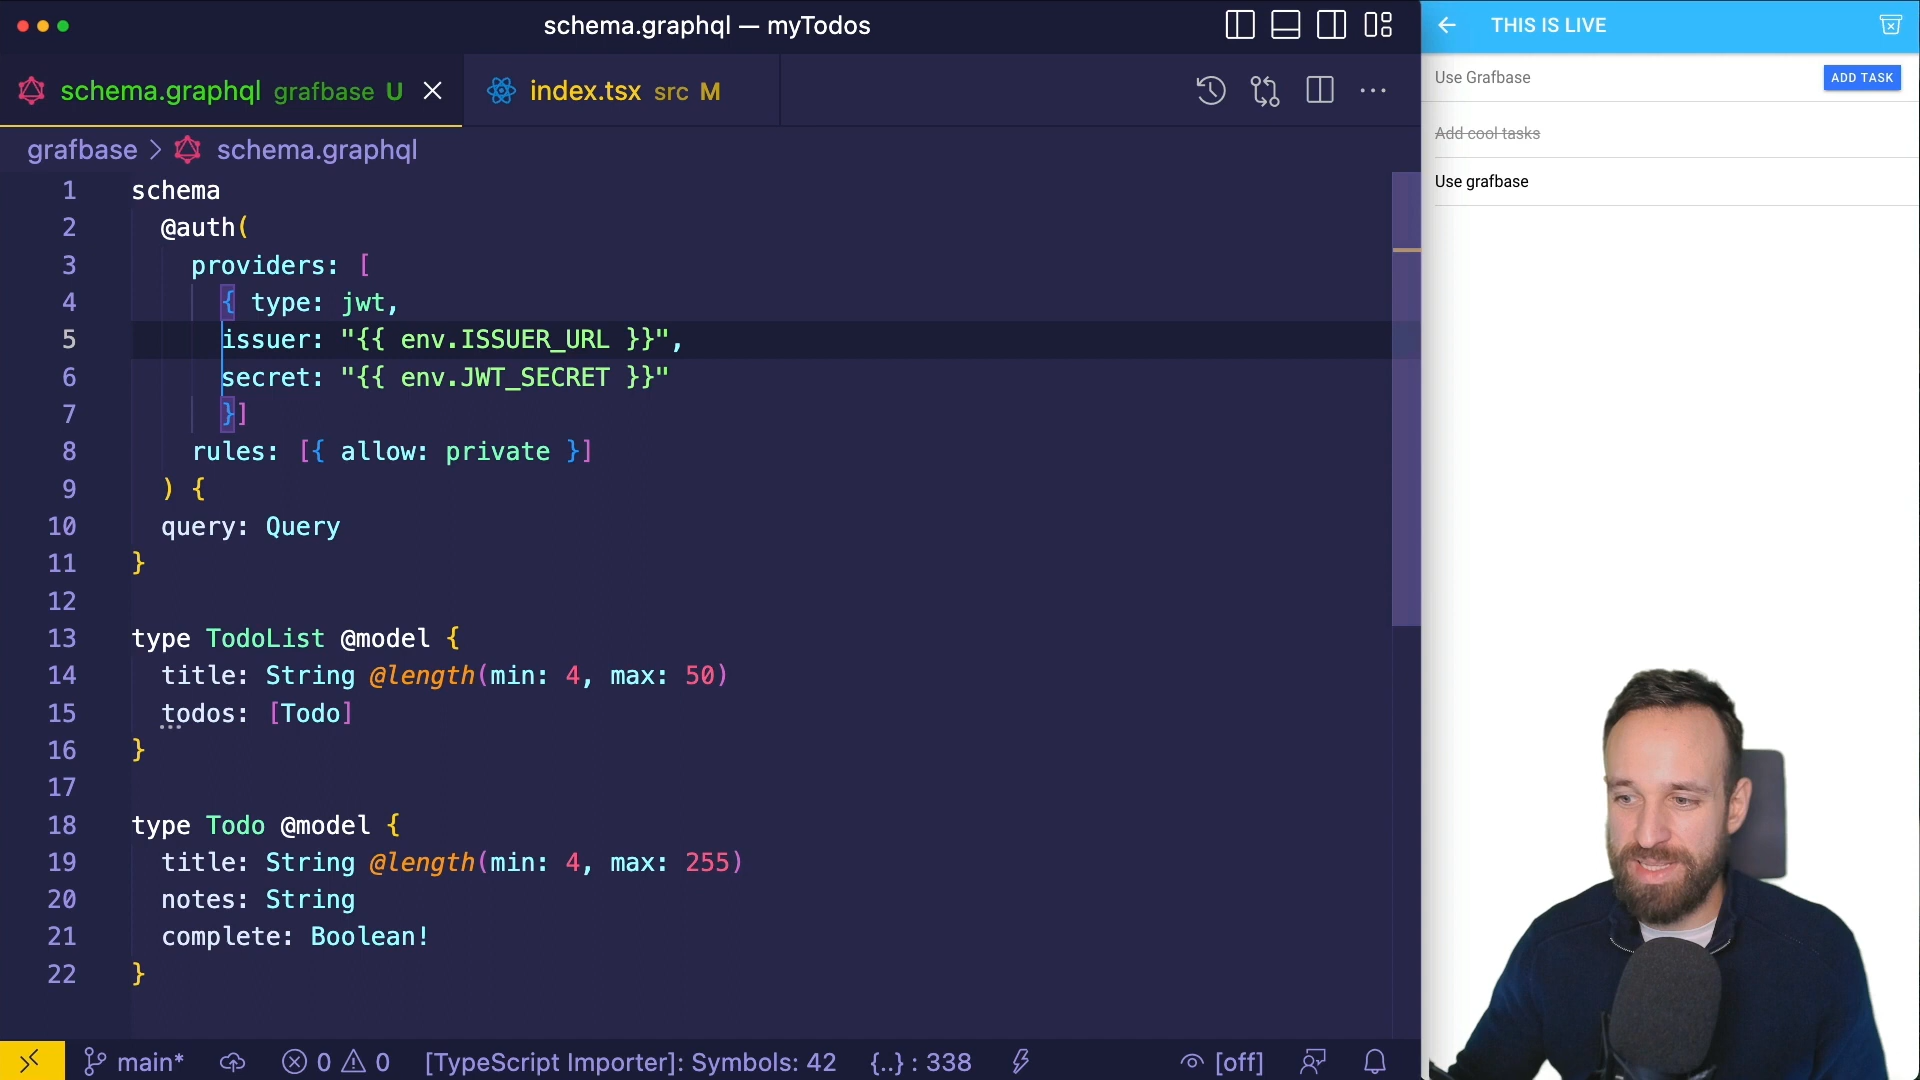 schema.graphql — myTodos
schema.graphql grafbase U
index.tsx src M
grafbase > schema.graphql
1 schema
2 @auth(
3 providers: [
4 { type: jwt,
5 issuer: "{{ env.ISSUER_URL }}",
6 secret: "{{ env.JWT_SECRET }}"
7 }]
8 rules: [{ allow: private }]
9 ) {
10 query: Query
11 }
12
13 type TodoList @model {
14 title: String @length(min: 4, max: 50)
15 todos: [Todo]
16 }
17
18 type Todo @model {
19 title: String @length(min: 4, max: 255)
20 notes: String
21 complete: Boolean!
22 }
main* 0 0 [TypeScript Importer]: Symbols: 42 {..} : 338 [off]
THIS IS LIVE
Use Grafbase ADD TASK
Add cool tasks
Use grafbase